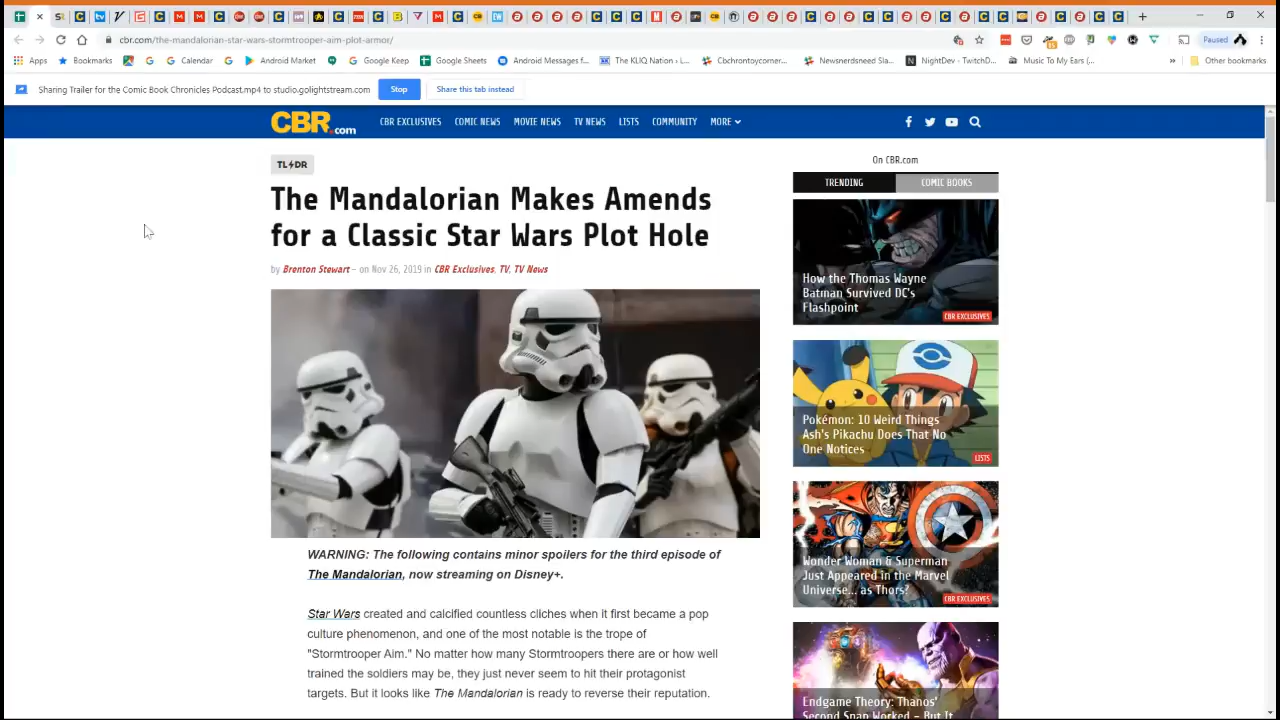 cbr.com/the-mandalorian-star-wars-stormtrooper-aim-plot-armor/
Paused
Apps
Bookmarks
Calendar
Android Market
Google Keep
Google Sheets
Android Messages f...
The KLIQ Nation › L...
Cbchrontoycorner...
Newsnerdsneed Sla...
NightDev - TwitchD...
Music To My Ears (...
»
Other bookmarks
Sharing Trailer for the Comic Book Chronicles Podcast.mp4 to studio.golightstream.com
Stop
Share this tab instead
CBR.com
CBR EXCLUSIVES
COMIC NEWS
MOVIE NEWS
TV NEWS
LISTS
COMMUNITY
MORE
TL DR
The Mandalorian Makes Amends
for a Classic Star Wars Plot Hole
by Brenton Stewart – on Nov 26, 2019 in CBR Exclusives, TV, TV News
WARNING: The following contains minor spoilers for the third episode of
The Mandalorian, now streaming on Disney+.
Star Wars created and calcified countless cliches when it first became a pop
culture phenomenon, and one of the most notable is the trope of
"Stormtrooper Aim." No matter how many Stormtroopers there are or how well
trained the soldiers may be, they just never seem to hit their protagonist
targets. But it looks like The Mandalorian is ready to reverse their reputation.
On CBR.com
TRENDING
COMIC BOOKS
How the Thomas Wayne
Batman Survived DC's
Flashpoint
CBR EXCLUSIVES
Pokémon: 10 Weird Things
Ash's Pikachu Does That No
One Notices
LISTS
Wonder Woman & Superman
Just Appeared in the Marvel
Universe... as Thors?
CBR EXCLUSIVES
Endgame Theory: Thanos'
Second Snap Worked – But It